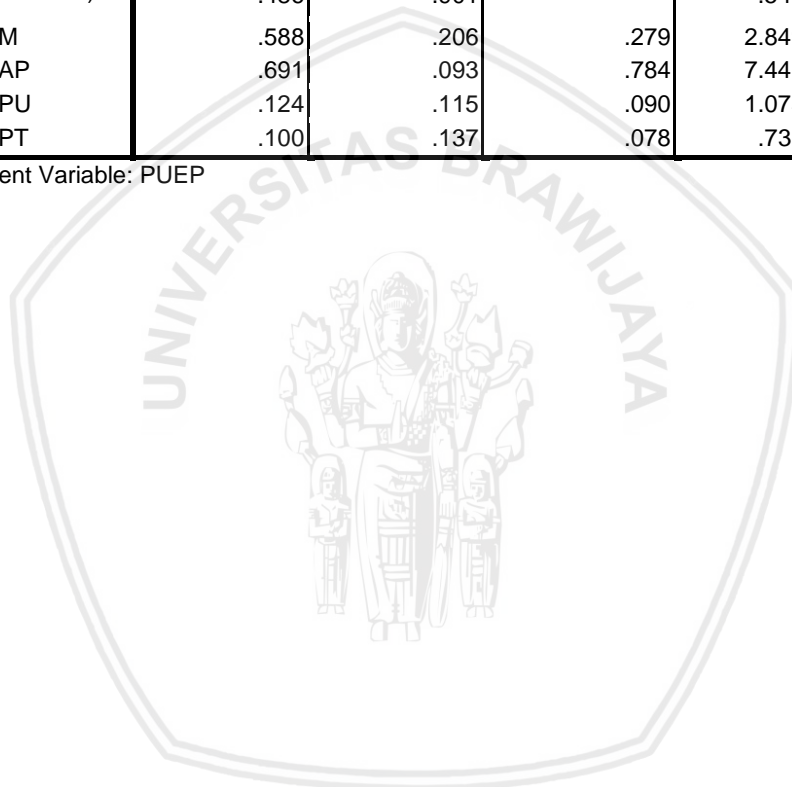 M .588 .206 .279 2.84
AP .691 .093 .784 7.44
PU .124 .115 .090 1.07
PT .100 .137 .078 .73
ent Variable: PUEP
UNIVERSITAS BRAWIJAYA